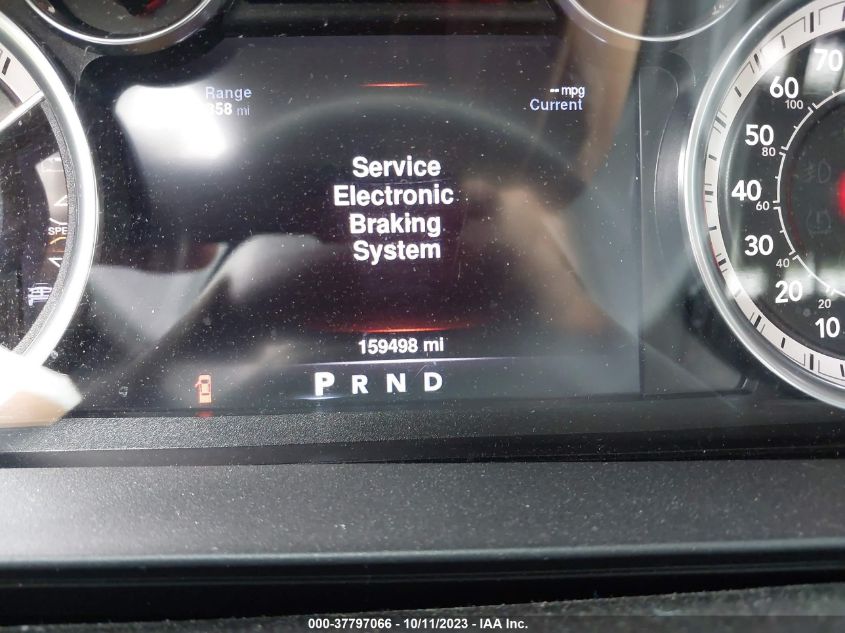 Range
358 mi
-- mpg
Current
Service
Electronic
Braking
System
159498 mi
P R N D
70
60
100
50
80
40
60
30
40
20
20
10
000-37797066 - 10/11/2023 - IAA Inc.